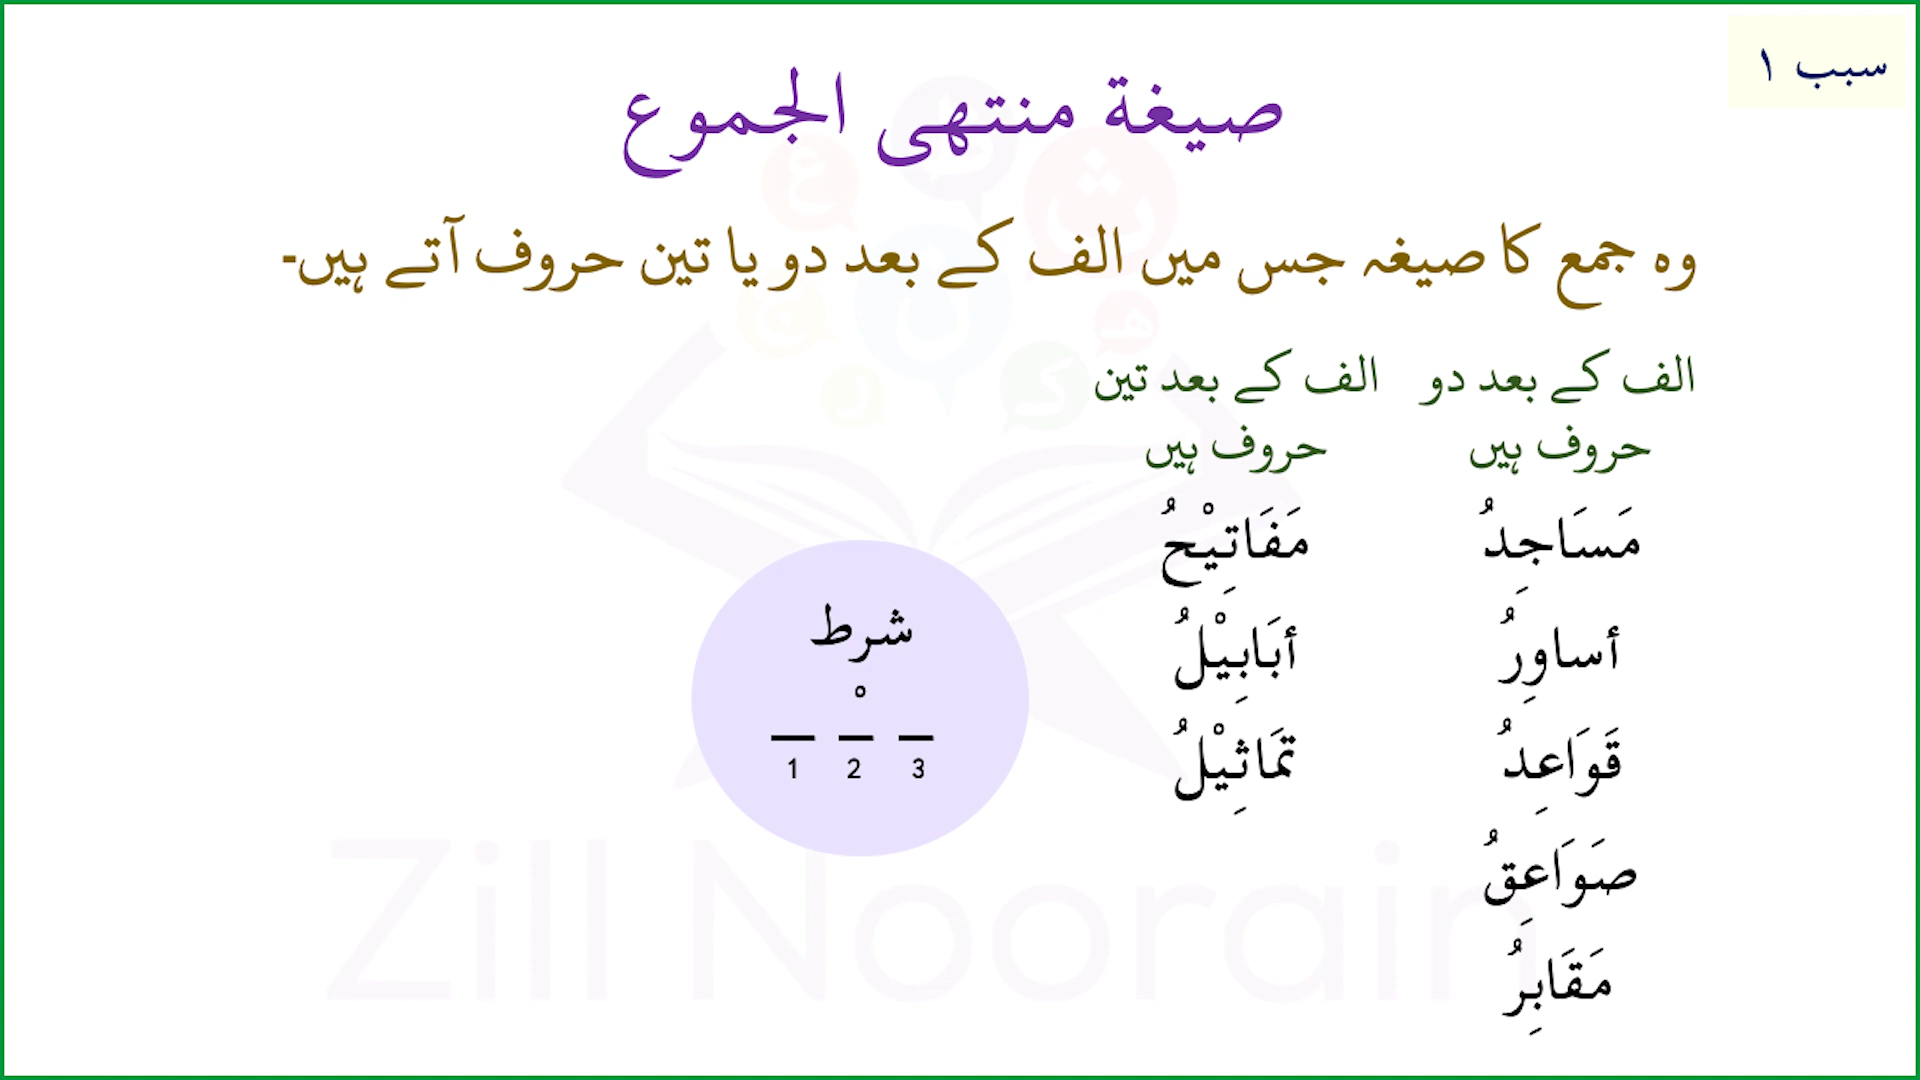 سبب ۱
صيغة منتهى الجموع
وہ جمع کا صیغہ جس میں الف کے بعد دو یا تین حروف آتے ہیں۔
الف کے بعد دو
حروف ہیں
مَسَاجِدُ
أساوِرُ
قَوَاعِدُ
صَوَاعِقُ
مَقَابِرُ
الف کے بعد تین
حروف ہیں
مَفَاتِيْحُ
أبَابِيْلُ
تمَاثِيْلُ
شرط
ْ
1 2 3
Zill Noorain